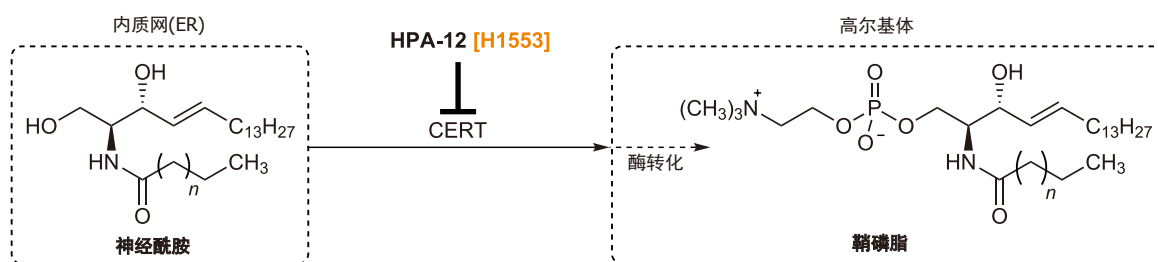 内质网(ER)
HPA-12 [H1553]
高尔基体
OH
HO
C13H27
HN
CH3
n
O
神经酰胺
CERT
酶转化
(CH3)3N+
O
O
P
O-
O
OH
C13H27
HN
CH3
n
O
鞘磷脂